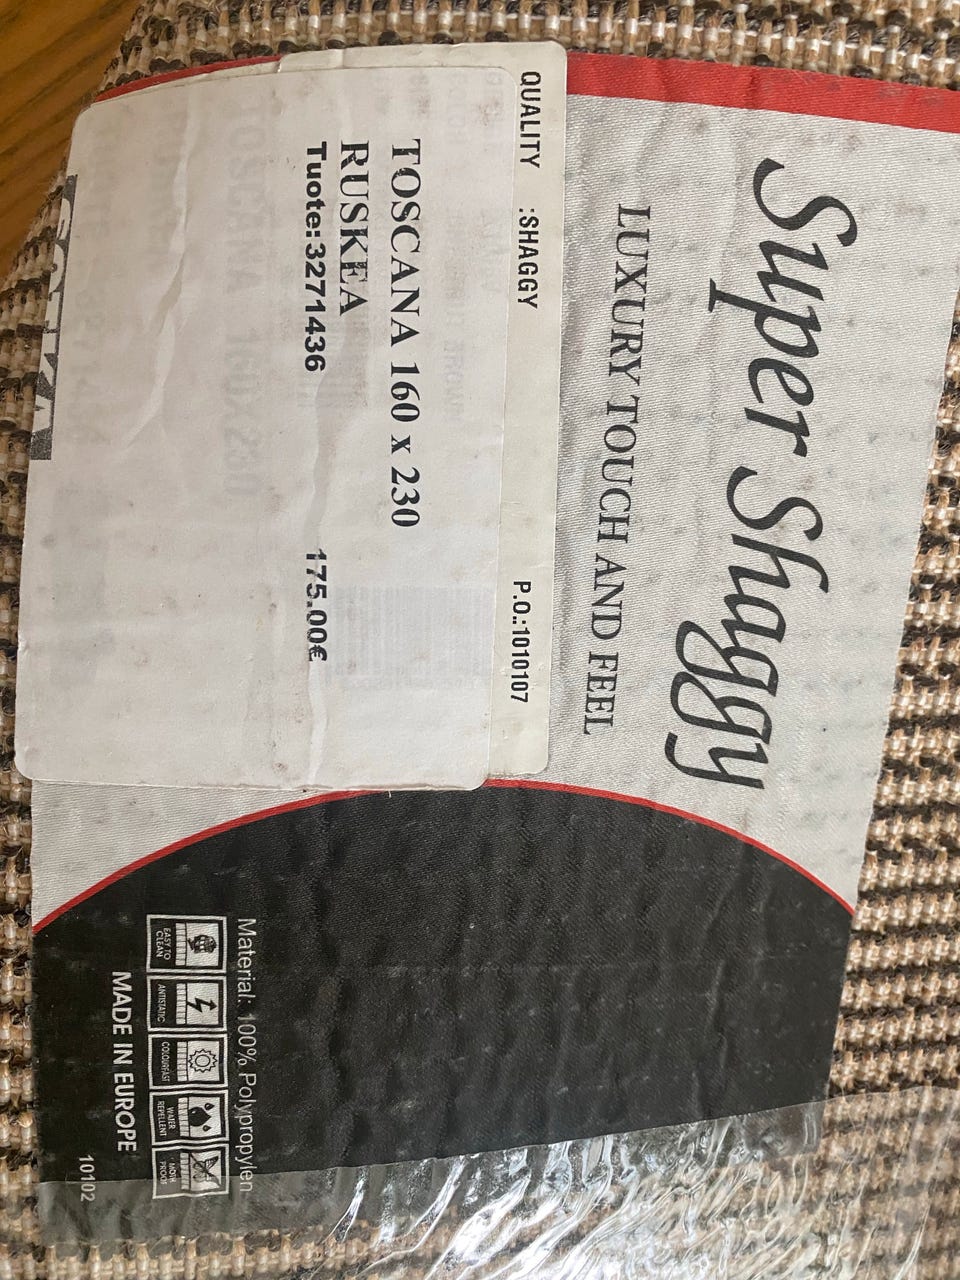 Super Shaggy
LUXURY TOUCH AND FEEL
QUALITY :SHAGGY P.O.:1010107
TOSCANA 160 x 230
RUSKEA
Tuote:3271436 175.00€
Material: 100% Polypropylen
EASY TO
CLEAN
ANTISTATIC
COLOURFAST
WATER
REPELLENT
MOTH
PROOF
MADE IN EUROPE
10102